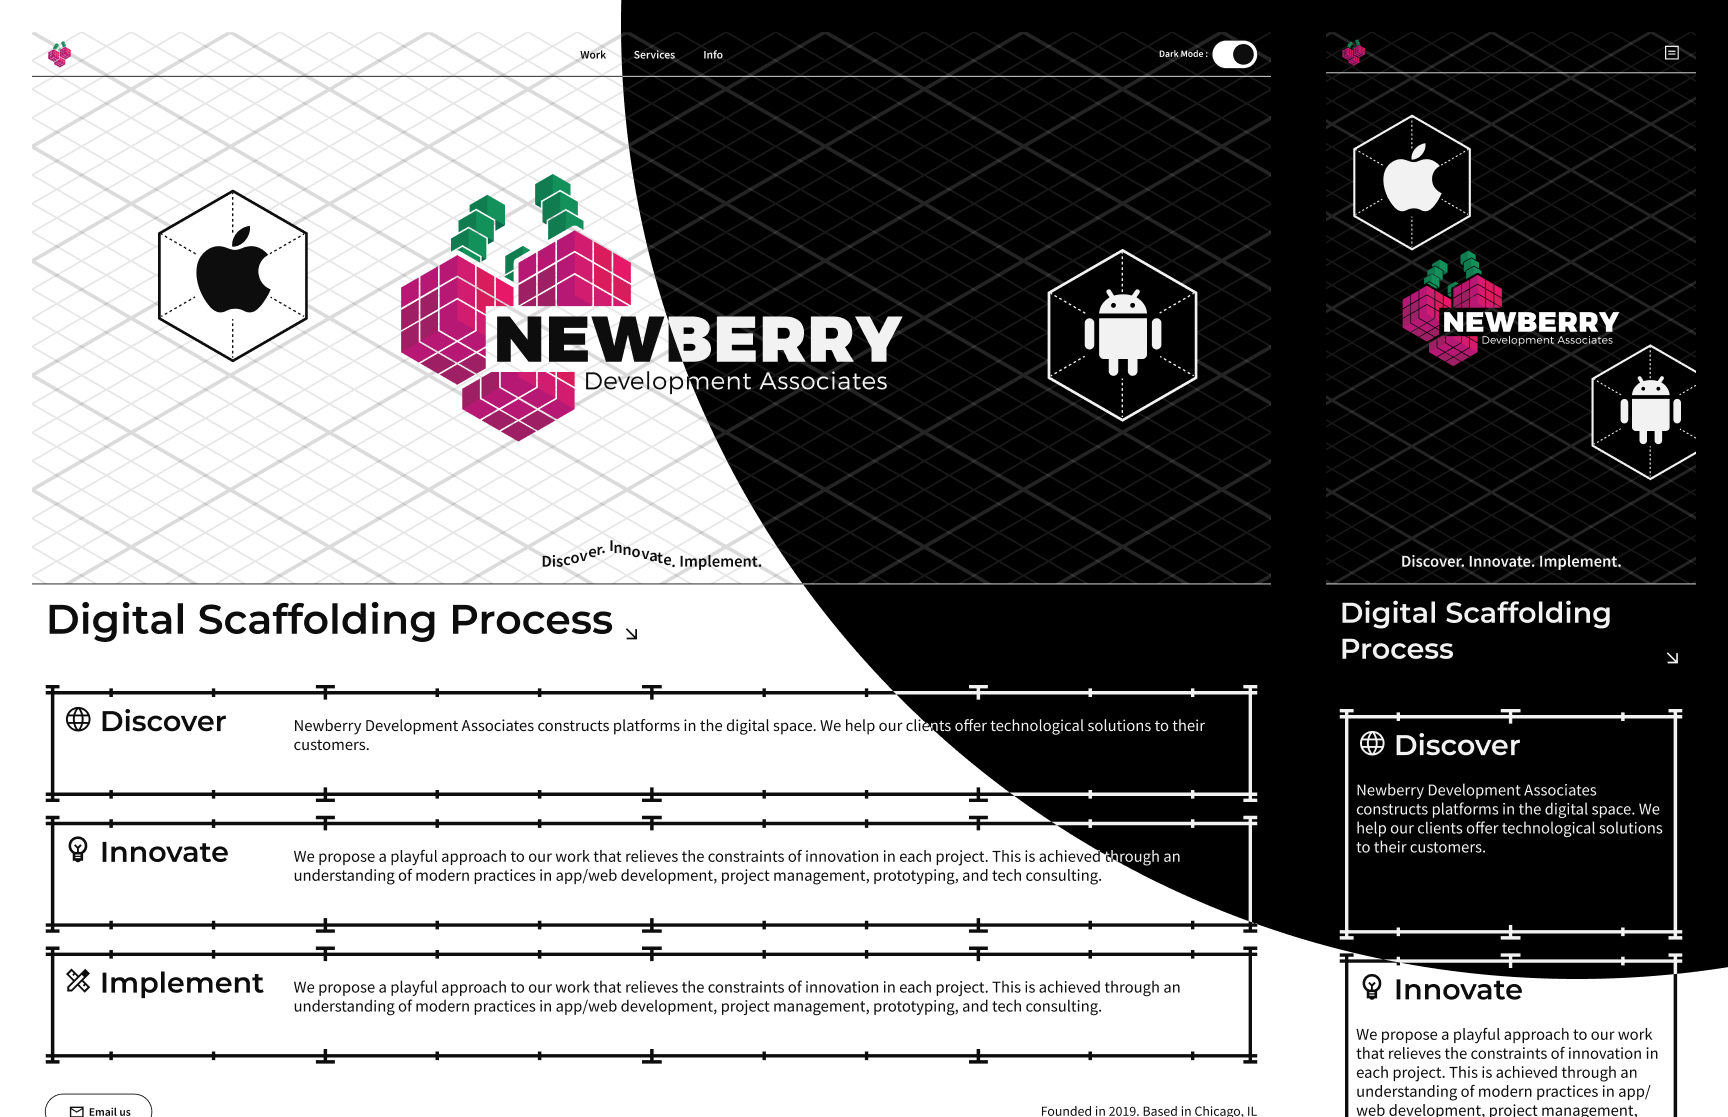 Work Services Info Dark Mode :
NEWBERRY
Development Associates
Discover. Innovate. Implement.
Digital Scaffolding Process
Discover
Newberry Development Associates constructs platforms in the digital space. We help our clients offer technological solutions to their
customers.
Innovate
We propose a playful approach to our work that relieves the constraints of innovation in each project. This is achieved through an
understanding of modern practices in app/web development, project management, prototyping, and tech consulting.
Implement
We propose a playful approach to our work that relieves the constraints of innovation in each project. This is achieved through an
understanding of modern practices in app/web development, project management, prototyping, and tech consulting.
Email us
Founded in 2019. Based in Chicago, IL
NEWBERRY
Development Associates
Discover. Innovate. Implement.
Digital Scaffolding
Process
Discover
Newberry Development Associates
constructs platforms in the digital space. We
help our clients offer technological solutions
to their customers.
Innovate
We propose a playful approach to our work
that relieves the constraints of innovation in
each project. This is achieved through an
understanding of modern practices in app/
web development, project management,